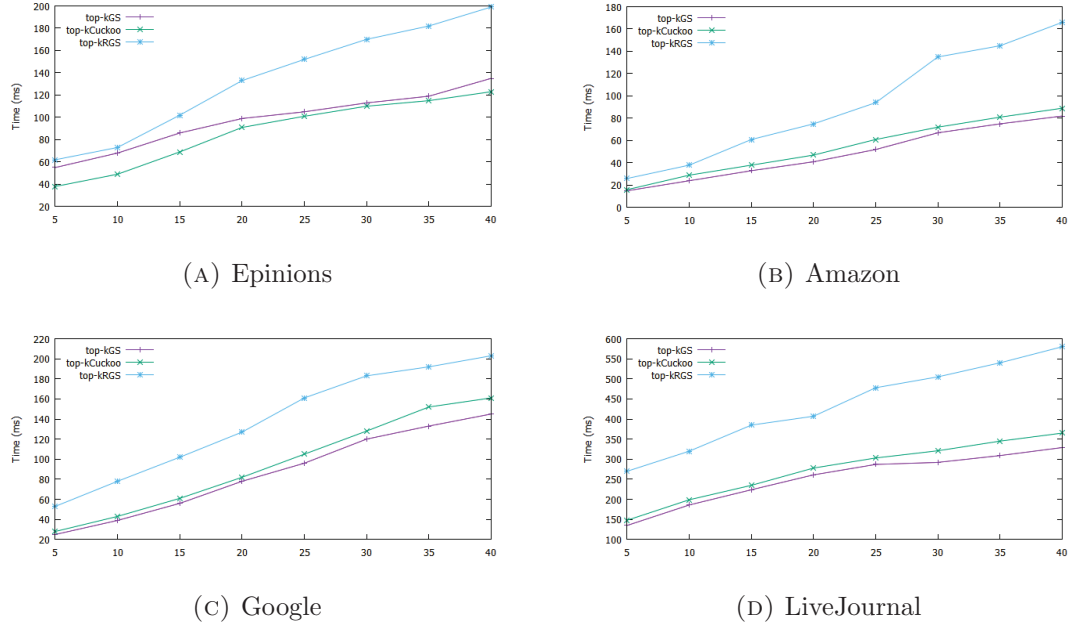 top-kGS
top-kCuckoo
top-kRGS
Time (ms)
200
180
160
140
120
100
80
60
40
20
5 10 15 20 25 30 35 40
(A) Epinions
top-kGS
top-kCuckoo
top-kRGS
Time (ms)
180
160
140
120
100
80
60
40
20
0
5 10 15 20 25 30 35 40
(B) Amazon
top-kGS
top-kCuckoo
top-kRGS
Time (ms)
220
200
180
160
140
120
100
80
60
40
20
5 10 15 20 25 30 35 40
(C) Google
top-kGS
top-kCuckoo
top-kRGS
Time (ms)
600
550
500
450
400
350
300
250
200
150
100
5 10 15 20 25 30 35 40
(D) LiveJournal